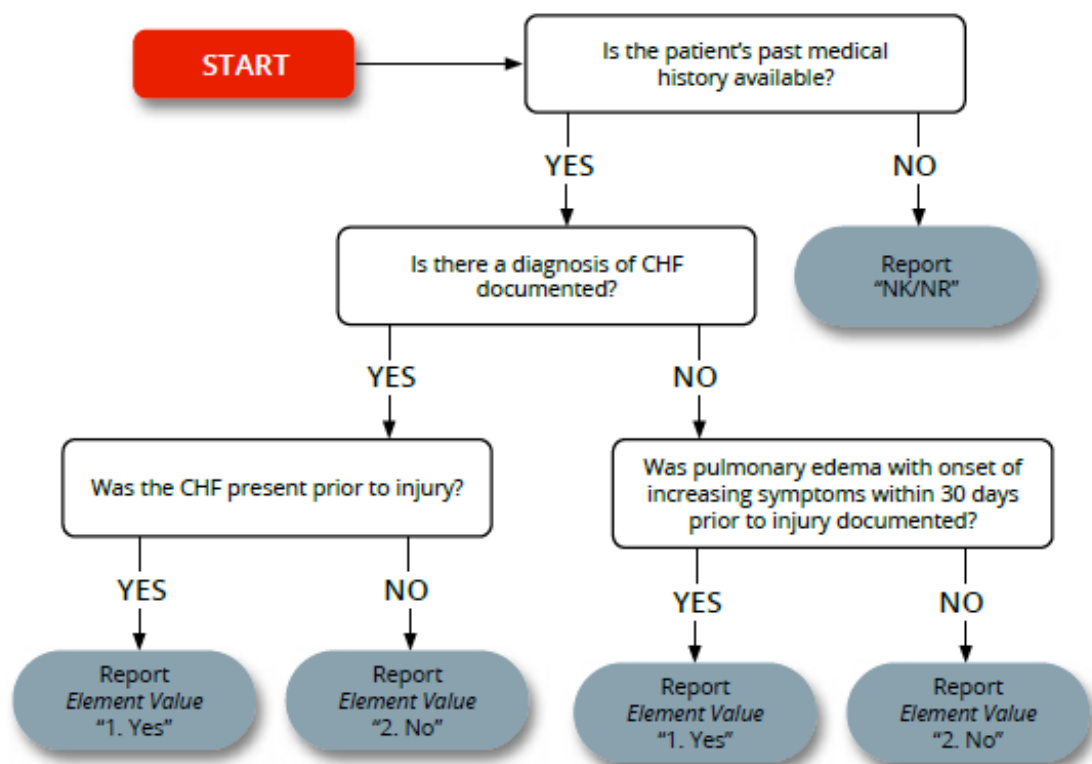 START
Is the patient's past medical
history available?
YES
NO
Is there a diagnosis of CHF
documented?
Report
“NK/NR”
YES
NO
Was the CHF present prior to injury?
Was pulmonary edema with onset of
increasing symptoms within 30 days
prior to injury documented?
YES
NO
YES
NO
Report
Element Value
“1. Yes”
Report
Element Value
“2. No”
Report
Element Value
“1. Yes”
Report
Element Value
“2. No”